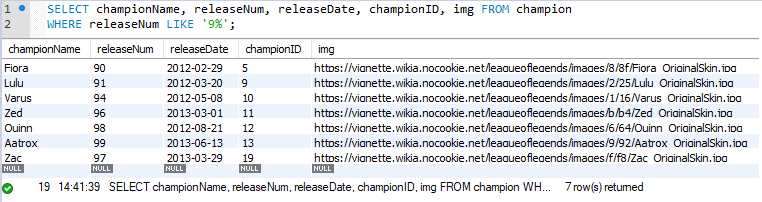 1 SELECT championName, releaseNum, releaseDate, championID, img FROM champion
2 WHERE releaseNum LIKE '9%';
championName releaseNum releaseDate championID img
Fiora 90 2012-02-29 5 https://vignette.wikia.nocookie.net/leagueoflegends/images/8/8f/Fiora_OriginalSkin.jpg
Lulu 91 2012-03-20 9 https://vignette.wikia.nocookie.net/leagueoflegends/images/2/25/Lulu_OriginalSkin.jpg
Varus 94 2012-05-08 10 https://vignette.wikia.nocookie.net/leagueoflegends/images/1/16/Varus_OriginalSkin.jpg
Zed 96 2013-03-01 11 https://vignette.wikia.nocookie.net/leagueoflegends/images/b/b4/Zed_OriginalSkin.jpg
Quinn 98 2012-08-21 12 https://vignette.wikia.nocookie.net/leagueoflegends/images/6/64/Quinn_OriginalSkin.jpg
Aatrox 99 2013-06-13 13 https://vignette.wikia.nocookie.net/leagueoflegends/images/9/92/Aatrox_OriginalSkin.jpg
Zac 97 2013-03-29 19 https://vignette.wikia.nocookie.net/leagueoflegends/images/f/f8/Zac_OriginalSkin.jpg
NULL NULL NULL NULL NULL
19 14:41:39 SELECT championName, releaseNum, releaseDate, championID, img FROM champion WH... 7 row(s) returned